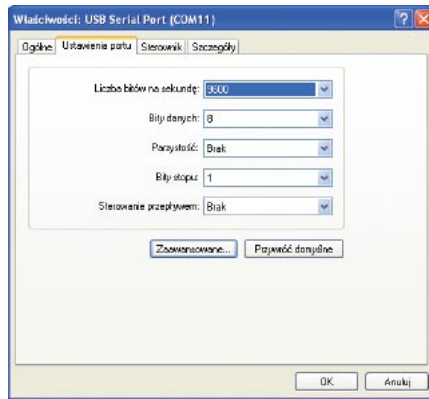 Właściwości: USB Serial Port (COM11)
Ogólne Ustawienia portu Sterownik Szczegóły
Liczba bitów na sekundę: 9600
Bity danych: 8
Parzystość: Brak
Bity stopu: 1
Sterowanie przepływem: Brak
Zaawansowane... Przywróć domyślne
OK Anuluj